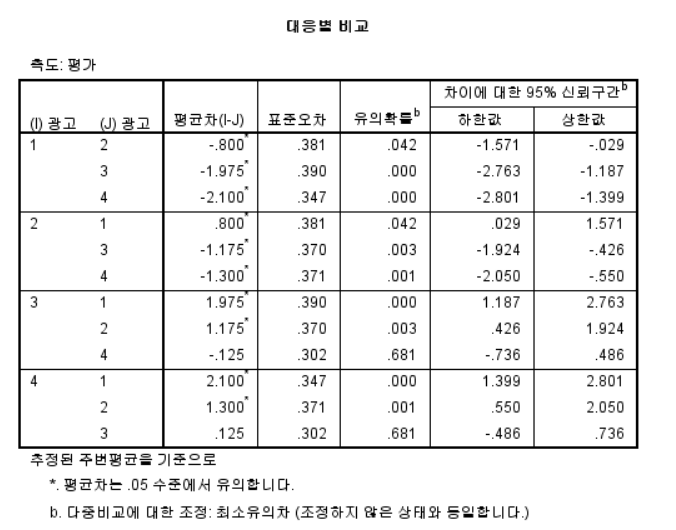 대응별 비교
측도: 평가
차이에 대한 95% 신뢰구간b
(I) 광고 (J) 광고 평균차(I-J) 표준오차 유의확률b 하한값 상한값
1 2 -.800* .381 .042 -1.571 -.029
3 -1.975* .390 .000 -2.763 -1.187
4 -2.100* .347 .000 -2.801 -1.399
2 1 .800* .381 .042 .029 1.571
3 -1.175* .370 .003 -1.924 -.426
4 -1.300* .371 .001 -2.050 -.550
3 1 1.975* .390 .000 1.187 2.763
2 1.175* .370 .003 .426 1.924
4 -.125 .302 .681 -.736 .486
4 1 2.100* .347 .000 1.399 2.801
2 1.300* .371 .001 .550 2.050
3 .125 .302 .681 -.486 .736
추정된 주변평균을 기준으로
*. 평균차는 .05 수준에서 유의합니다.
b. 다중비교에 대한 조정: 최소유의차 (조정하지 않은 상태와 동일합니다.)